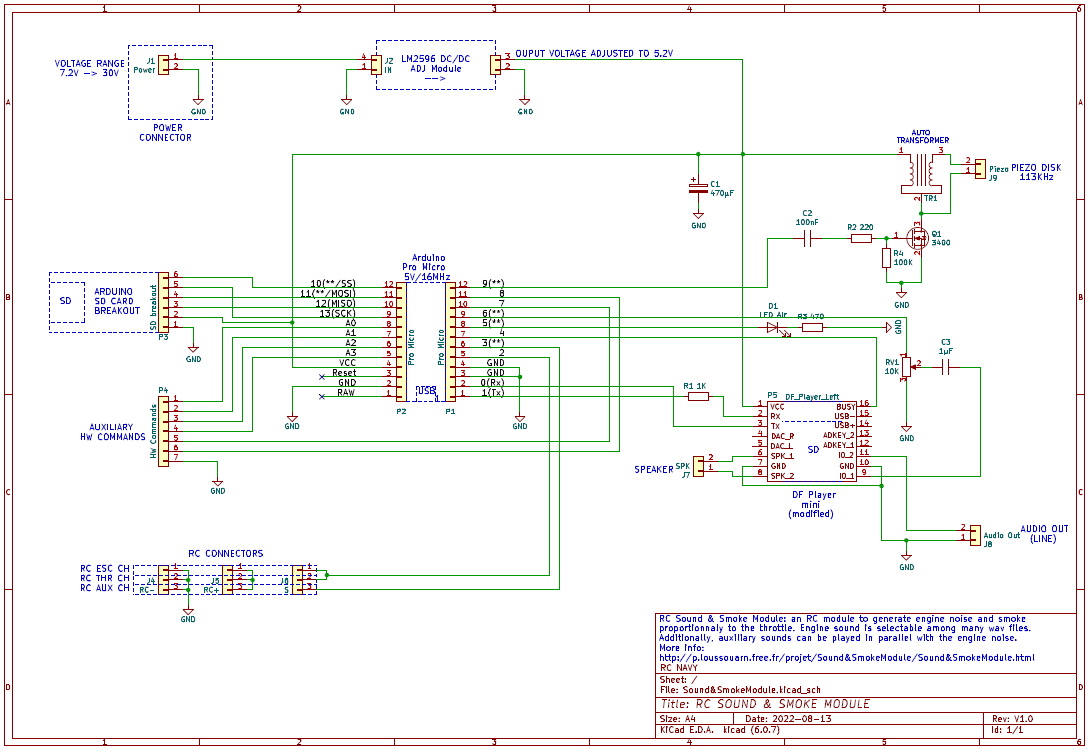 1 2 3 4 5 6
VOLTAGE RANGE
7.2V —> 30V
J1
Power
1
2
GND
POWER
CONNECTOR
4
1
J2
IN
LM2596 DC/DC
ADJ Module
——>
3
2
OUPUT VOLTAGE ADJUSTED TO 5.2V
GND
GND
A
A
AUTO
TRANSFORMER
1
3
2
TR1
2
1
Piezo
J9
PIEZO DISK
113KHz
C1
470µF
GND
C2
100nF
R2 220
1
3
2
Q1
3400
R4
100K
GND
B
B
SD
ARDUINO
SD CARD
BREAKOUT
SD breakout
6
5
4
3
2
1
P3
GND
Arduino
Pro Micro
5V/16MHz
10(**/SS) 12
11(**/MOSI) 11
12(MISO) 10
13(SCK) 9
A0 8
A1 7
A2 6
A3 5
VCC 4
Reset 3
GND 2
RAW 1
Pro Micro
P2
USB
Pro Micro
P1
12 9(**)
11 8
10 7
9 6(**)
8 5(**)
7 4
6 3(**)
5 2
4 GND
3 GND
2 0(Rx)
1 1(Tx)
GND
GND
D1
LED Air
R3 470
GND
RV1
10K
1
2
3
C3
1µF
GND
P4
AUXILIARY
HW COMMANDS
HW Commands
1
2
3
4
5
6
7
GND
R1 1K
P5
DF_Player_Left
1 VCC
2 RX
3 TX
4 DAC_R
5 DAC_L
6 SPK_1
7 GND
8 SPK_2
SD
BUSY 16
USB- 15
USB+ 14
ADKEY_2 13
ADKEY_1 12
IO_2 11
GND 10
IO_1 9
SPEAKER
SPK
J7
2
1
C
C
DF Player
mini
(modified)
2
1
Audio Out
J8
AUDIO OUT
(LINE)
GND
RC CONNECTORS
RC ESC CH
RC THR CH
RC AUX CH
1
2
3
J4
RC-
1
2
3
J5
RC+
1
2
3
J6
S
GND
D
D
RC Sound & Smoke Module: an RC module to generate engine noise and smoke
proportionnaly to the throttle. Engine sound is selectable among many wav files.
Additionally, auxiliary sounds can be played in parallel with the engine noise.
More info:
http://p.loussouarn.free.fr/projet/Sound&SmokeModule/Sound&SmokeModule.html
RC NAVY
Sheet: /
File: Sound&SmokeModule.kicad_sch
Title: RC SOUND & SMOKE MODULE
Size: A4 Date: 2022-08-13 Rev: V1.0
KiCad E.D.A. kicad (6.0.7) Id: 1/1
1 2 3 4 5 6